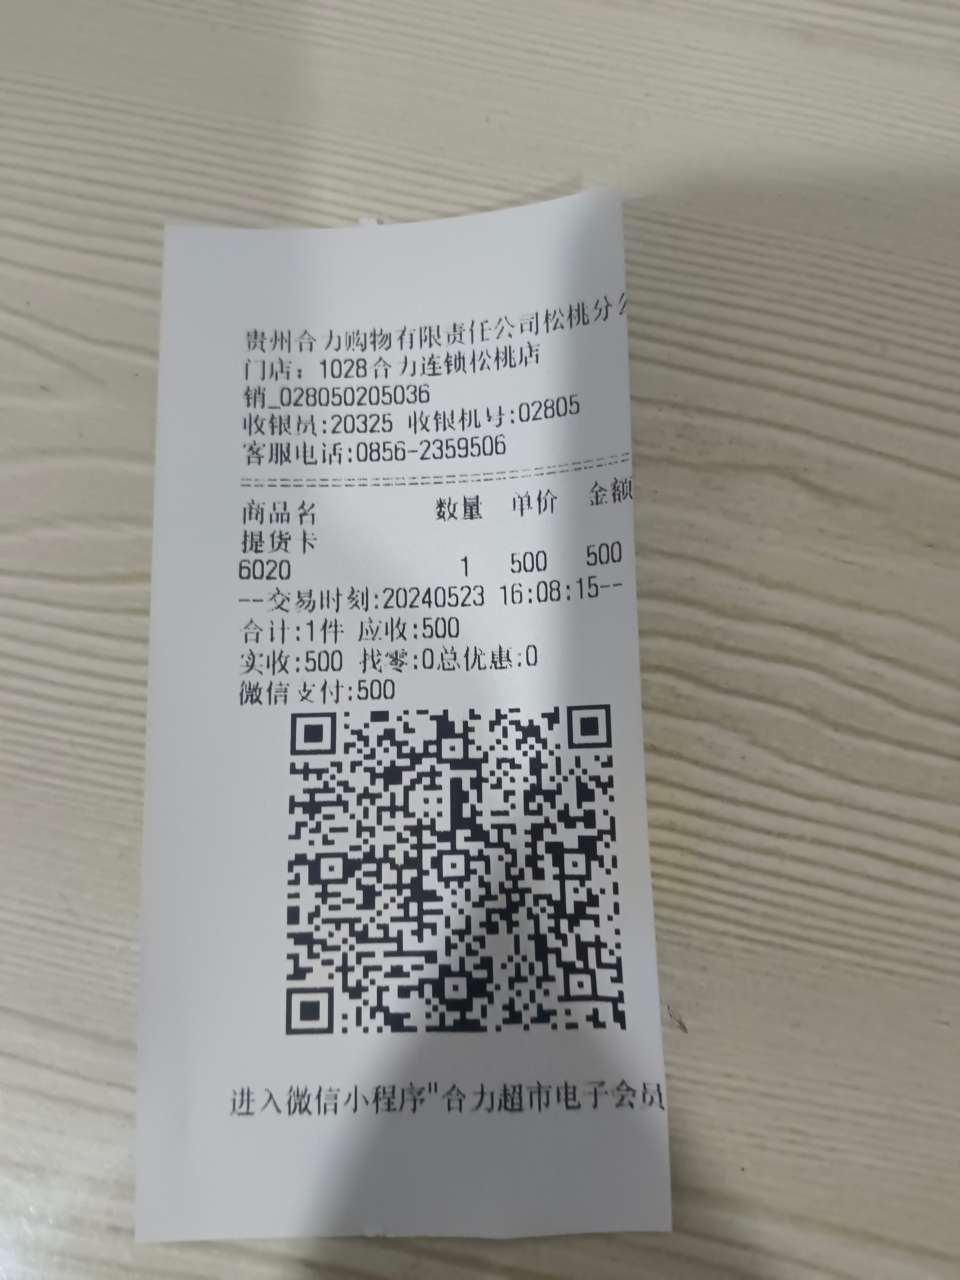 贵州合力购物有限责任公司松桃分公
门店：1028合力连锁松桃店
销_028050205036
收银员:20325 收银机号:02805
客服电话:0856-2359506
商品名 数量 单价 金额
提货卡
6020 1 500 500
--交易时刻:20240523 16:08:15--
合计:1件 应收:500
实收:500 找零:0总优惠:0
微信支付:500
进入微信小程序"合力超市电子会员